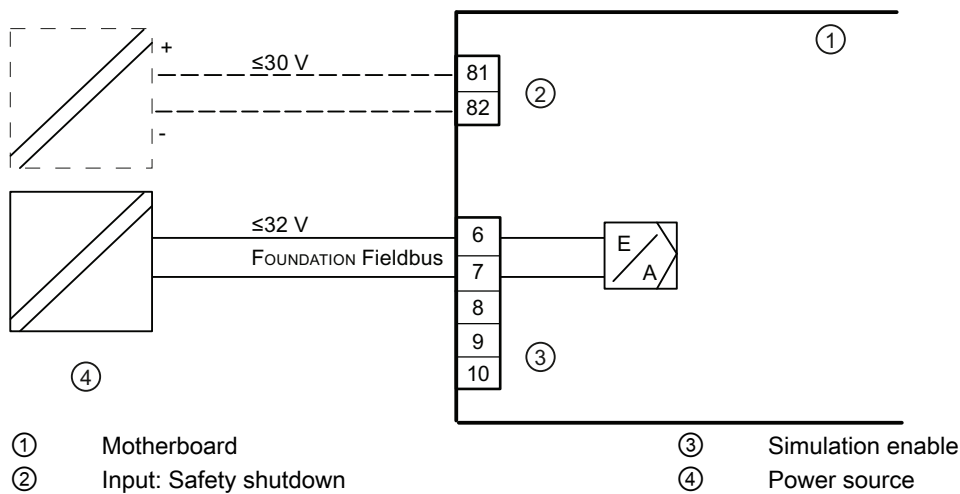 ①
+
≤30 V
81
②
82
-
≤32 V
6
E
FOUNDATION Fieldbus
7
A
8
9
③
10
④
① Motherboard
③ Simulation enable
② Input: Safety shutdown
④ Power source